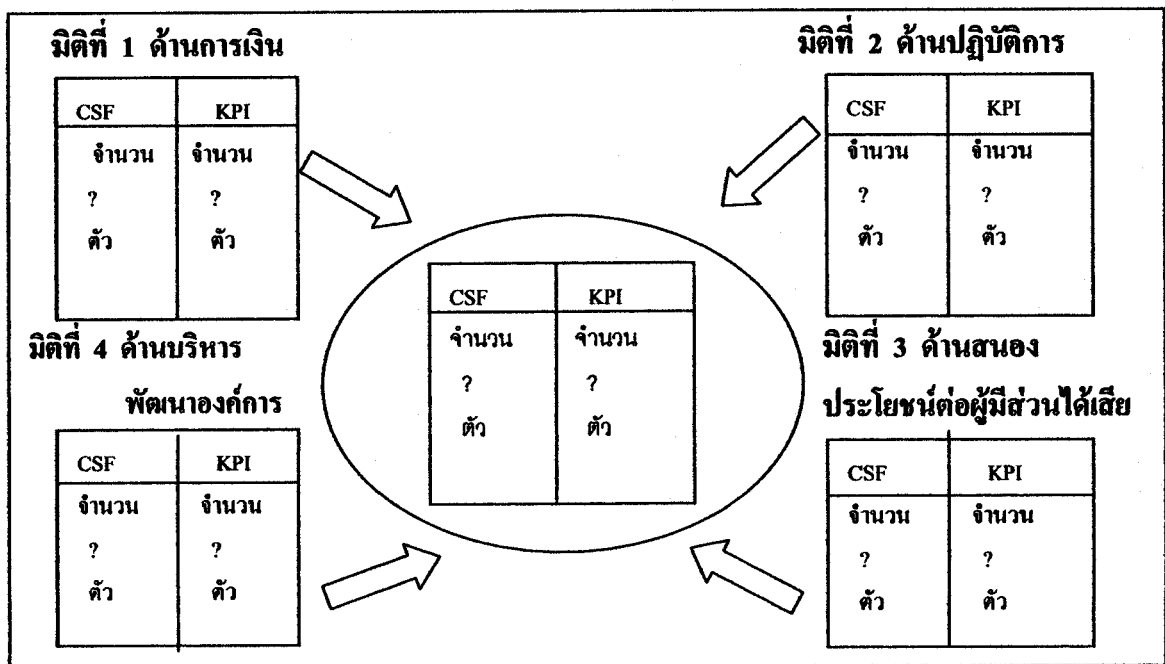 มิติที่ 1 ด้านการเงิน
CSF KPI
จำนวน จำนวน
? ?
ตัว ตัว
มิติที่ 2 ด้านปฏิบัติการ
CSF KPI
จำนวน จำนวน
? ?
ตัว ตัว
CSF KPI
จำนวน จำนวน
? ?
ตัว ตัว
มิติที่ 4 ด้านบริหาร
พัฒนาองค์การ
CSF KPI
จำนวน จำนวน
? ?
ตัว ตัว
มิติที่ 3 ด้านสนอง
ประโยชน์ต่อผู้มีส่วนได้เสีย
CSF KPI
จำนวน จำนวน
? ?
ตัว ตัว